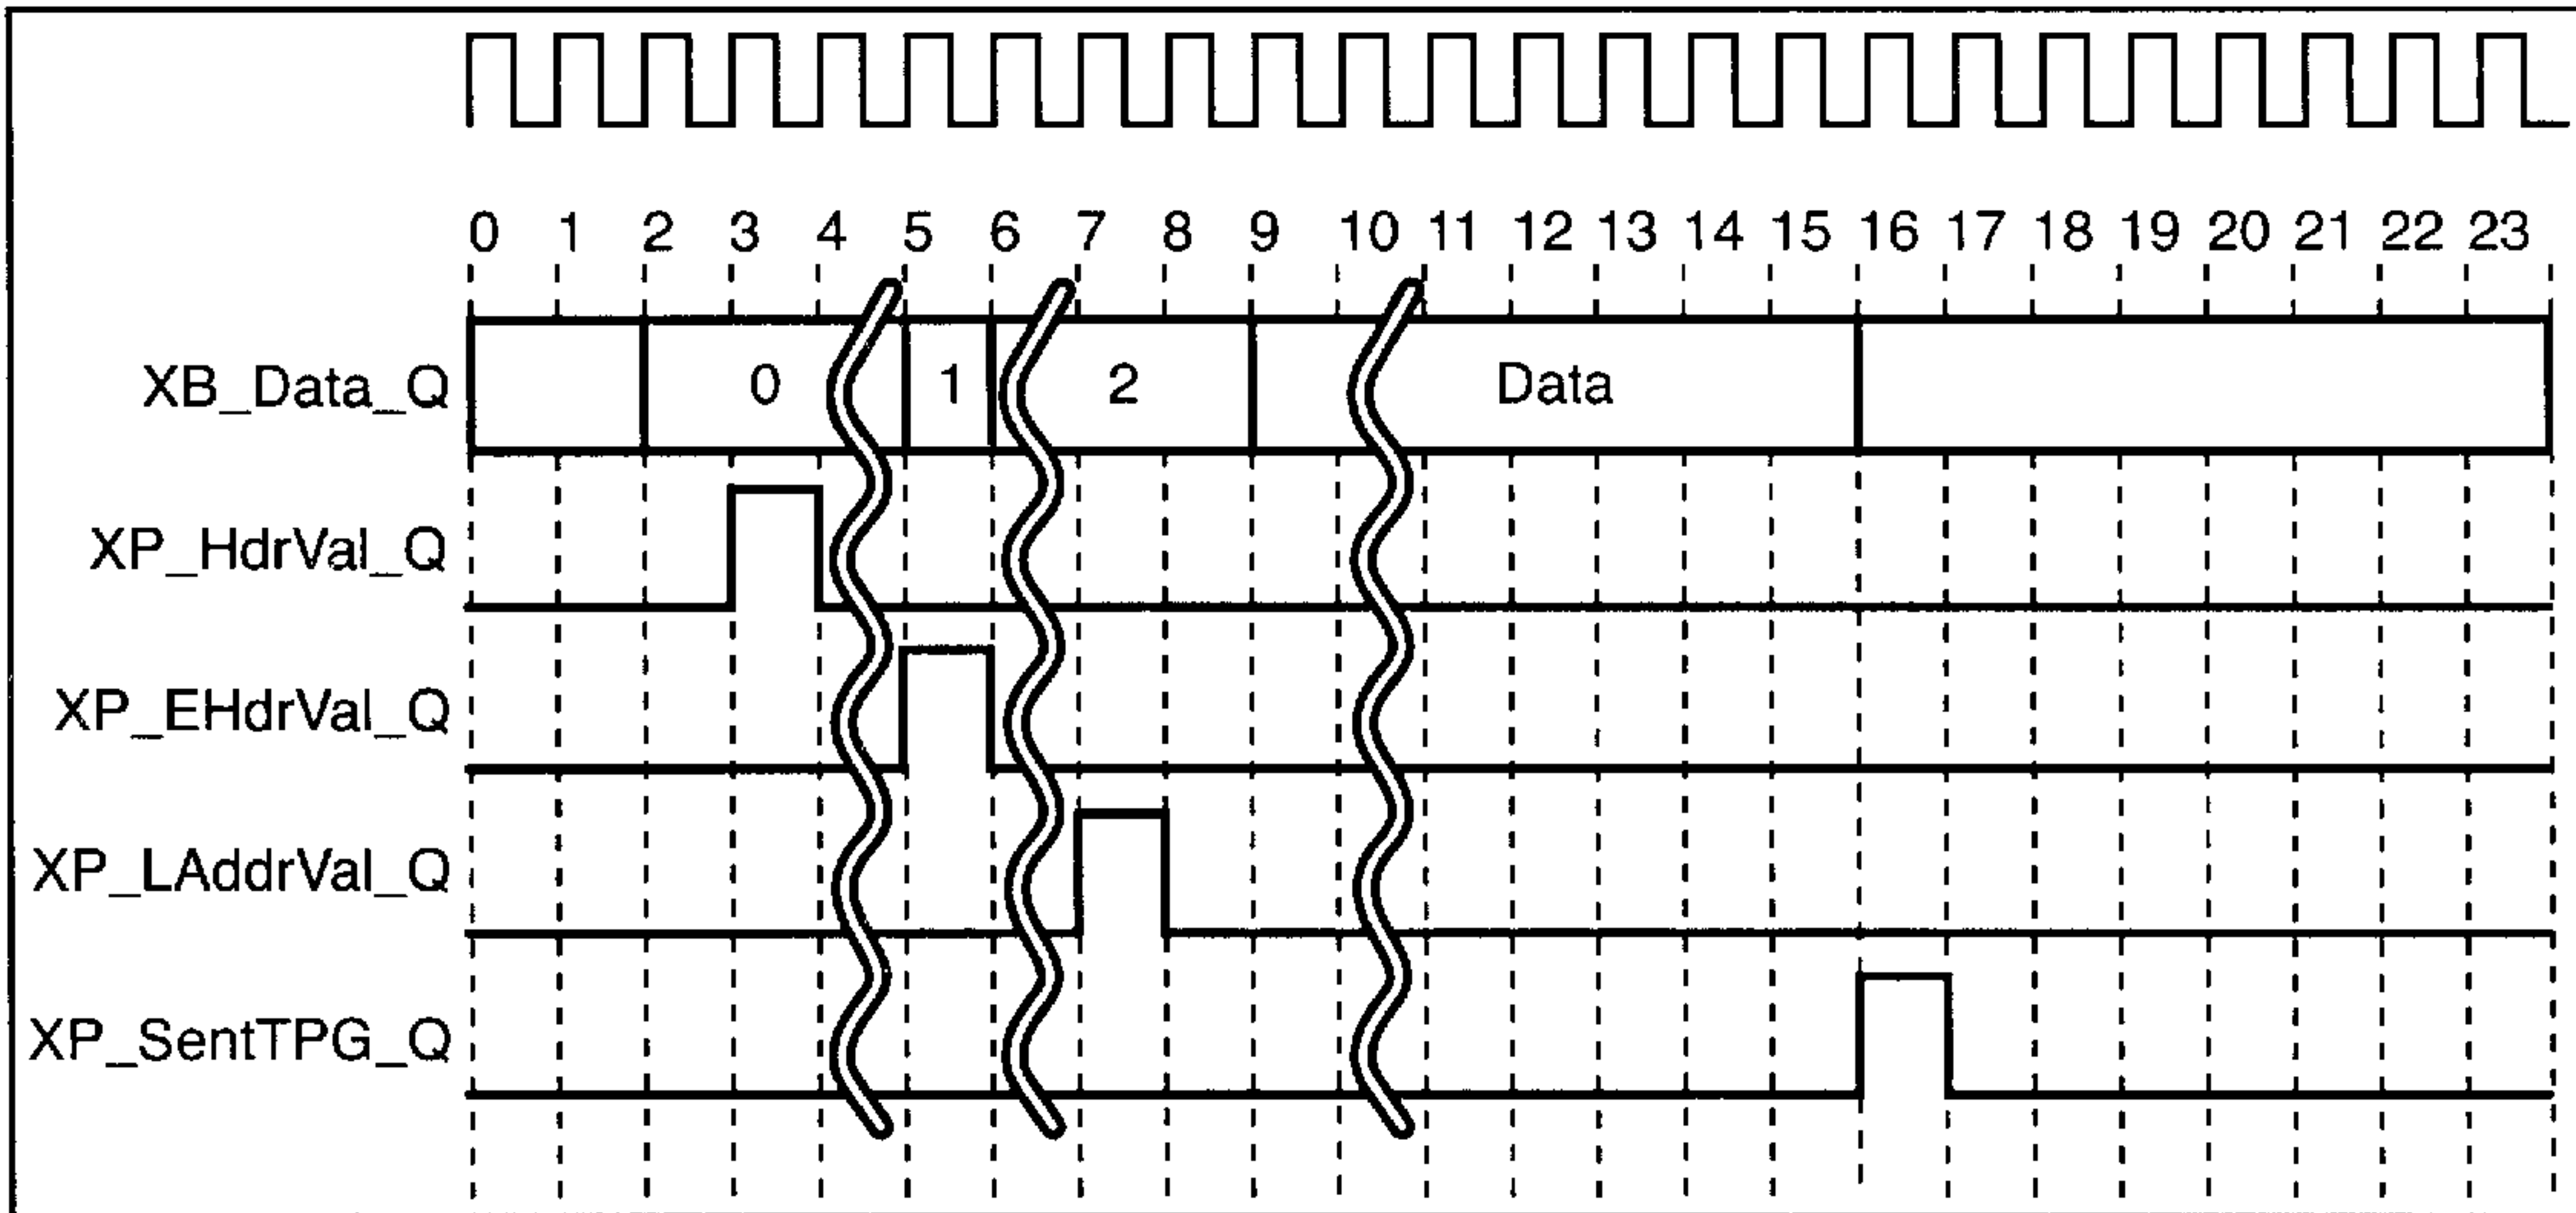 0 1 2 3 4 5 6 7 8 9 10 11 12 13 14 15 16 17 18 19 20 21 22 23
XB_Data_Q 0 1 2 Data
XP_HdrVal_Q
XP_EHdrVal_Q
XP_LAddrVal_Q
XP_SentTPG_Q